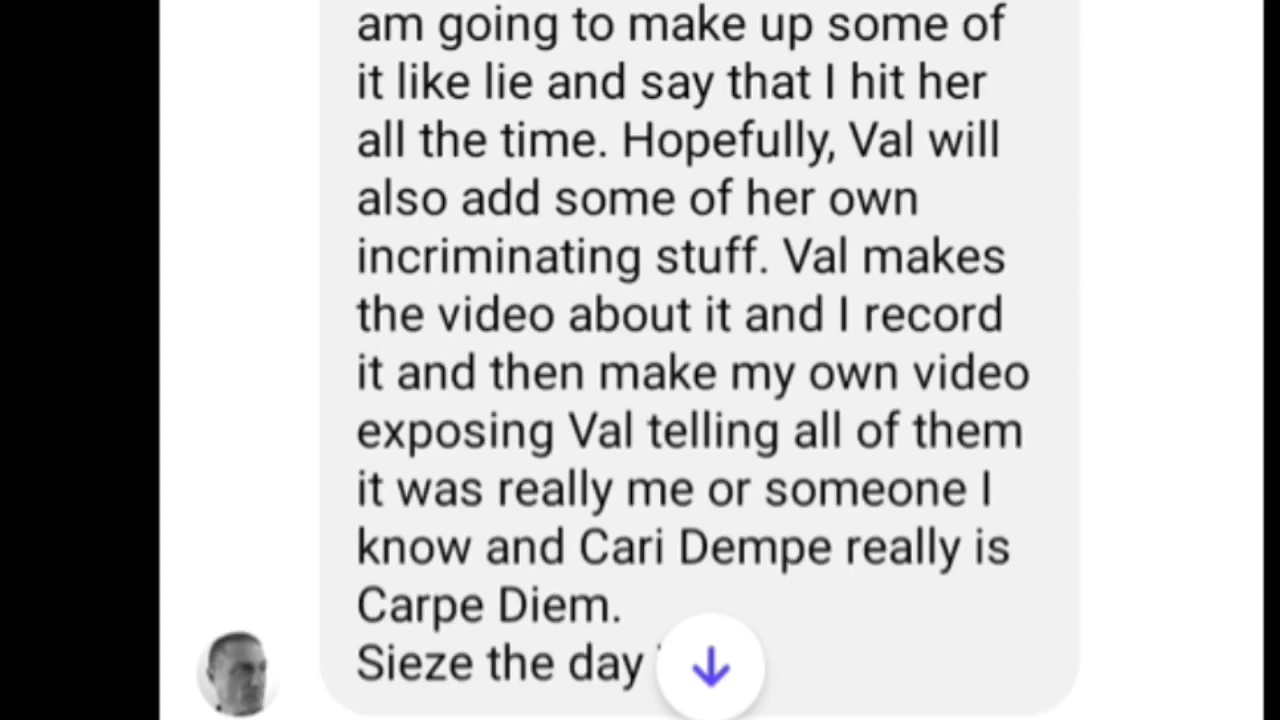 am going to make up some of
it like lie and say that I hit her
all the time. Hopefully, Val will
also add some of her own
incriminating stuff. Val makes
the video about it and I record
it and then make my own video
exposing Val telling all of them
it was really me or someone I
know and Cari Dempe really is
Carpe Diem.
Sieze the day